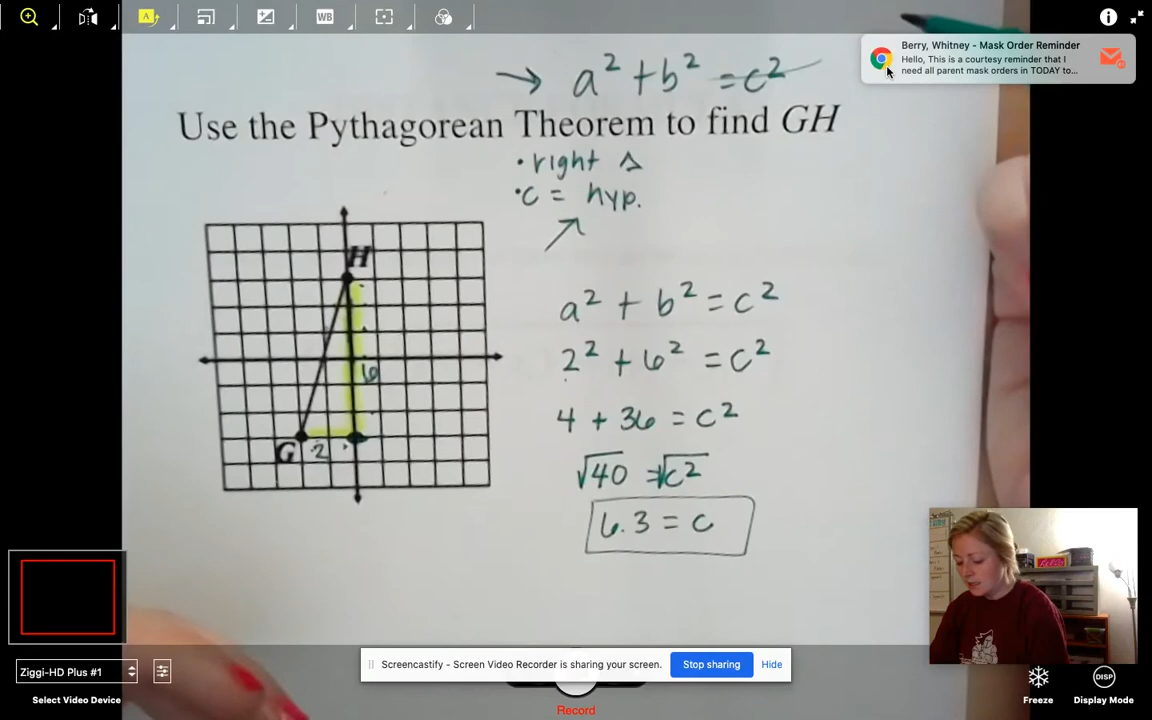 WB
Berry, Whitney - Mask Order Reminder
Hello, This is a courtesy reminder that I
need all parent mask orders in TODAY to...
→ a² + b² = c²
Use the Pythagorean Theorem to find GH
• right △
• c = hyp.
H
6
G 2
a² + b² = c²
2² + 6² = c²
4 + 36 = c²
√40 = √c²
6.3 = c
Ziggi-HD Plus #1
Select Video Device
Screencastify - Screen Video Recorder is sharing your screen.
Stop sharing
Hide
Record
Freeze
DISP
Display Mode